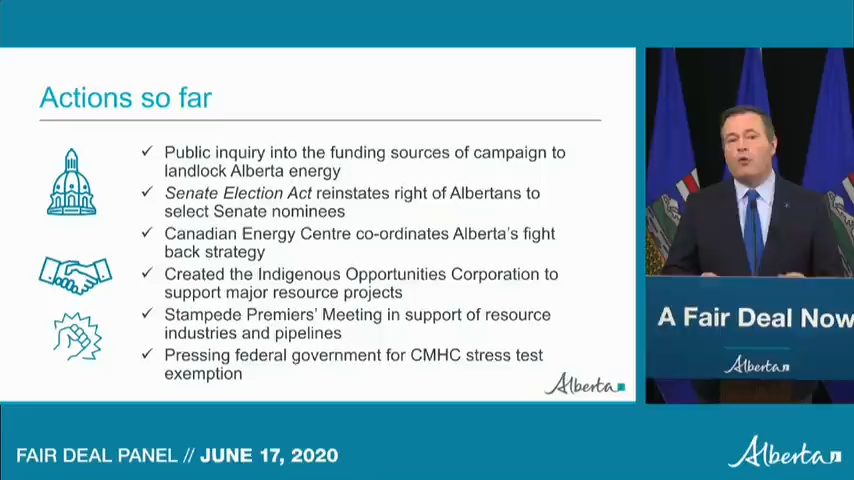 Actions so far
✓ Public inquiry into the funding sources of campaign to
landlock Alberta energy
✓ Senate Election Act reinstates right of Albertans to
select Senate nominees
✓ Canadian Energy Centre co-ordinates Alberta's fight
back strategy
✓ Created the Indigenous Opportunities Corporation to
support major resource projects
✓ Stampede Premiers' Meeting in support of resource
industries and pipelines
✓ Pressing federal government for CMHC stress test
exemption
Alberta
A Fair Deal Now
Alberta
FAIR DEAL PANEL // JUNE 17, 2020
Alberta